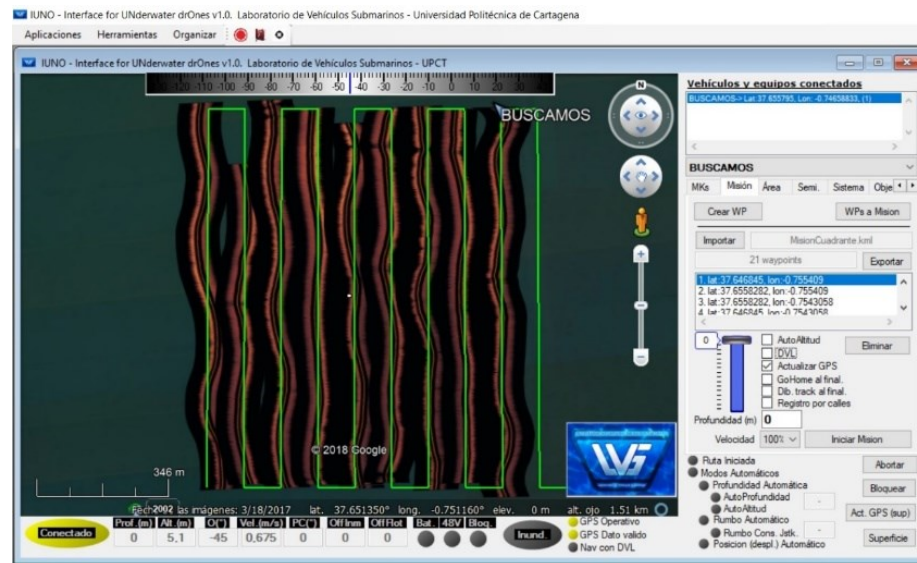 IUNO - Interface for UNderwater drOnes v1.0. Laboratorio de Vehículos Submarinos - Universidad Politécnica de Cartagena
Aplicaciones Herramientas Organizar
IUNO - Interface for UNderwater drOnes v1.0. Laboratorio de Vehículos Submarinos - UPCT
-120 -110 -100 -90 -80 -70 -60 -50 -40 -30 -20 -10 0 10 20 30
N
BUSCAMOS
© 2018 Google
346 m
2002
las imágenes: 3/18/2017 lat. 37.651350° long. -0.751160° elev. 0 m alt. ojo 1.51 km
Conectado
Prof.(m) Alt.(m) O(°) Vel.(m/s) PC(°) Off Inm Off Rot Bat. 48V Bloq.
0 5,1 -45 0,675 0 0 0
Inund.
GPS Operativo
GPS Dato valido
Nav con DVL
Vehículos y equipos conectados
BUSCAMOS-> Lat:37.655795, Lon: -0.74658833, (1)
BUSCAMOS
MKs Misión Área Semi. Sistema Obje
Crear WP WPs a Mision
Importar MisionCuadrante.kml
21 waypoints Exportar
1. lat:37.646845, lon:-0.755409
2. lat:37.6558282, lon:-0.755409
3. lat:37.6558282, lon:-0.7543058
4. lat:37.646845, lon:-0.7543058
0
AutoAltitud
DVL
Actualizar GPS
GoHome al final.
Dib. track al final.
Registro por calles
Eliminar
Profundidad (m) 0
Velocidad 100% Iniciar Mision
Ruta Iniciada
Modos Automáticos
Profundidad Automática
AutoProfundidad -
AutoAltitud
Rumbo Automático
Rumbo Cons. Jstk. -
Posicion (despl.) Automático
Abortar
Bloquear
Act. GPS (sup)
Superficie